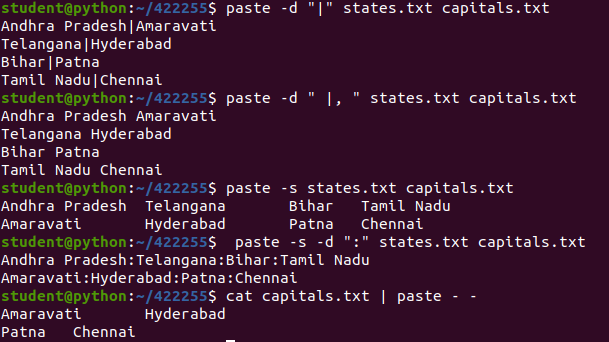 student@python:~/422255$ paste -d "|" states.txt capitals.txt
Andhra Pradesh|Amaravati
Telangana|Hyderabad
Bihar|Patna
Tamil Nadu|Chennai
student@python:~/422255$ paste -d " |, " states.txt capitals.txt
Andhra Pradesh Amaravati
Telangana Hyderabad
Bihar Patna
Tamil Nadu Chennai
student@python:~/422255$ paste -s states.txt capitals.txt
Andhra Pradesh  Telangana       Bihar   Tamil Nadu
Amaravati       Hyderabad       Patna   Chennai
student@python:~/422255$  paste -s -d ":" states.txt capitals.txt
Andhra Pradesh:Telangana:Bihar:Tamil Nadu
Amaravati:Hyderabad:Patna:Chennai
student@python:~/422255$ cat capitals.txt | paste - -
Amaravati       Hyderabad
Patna   Chennai